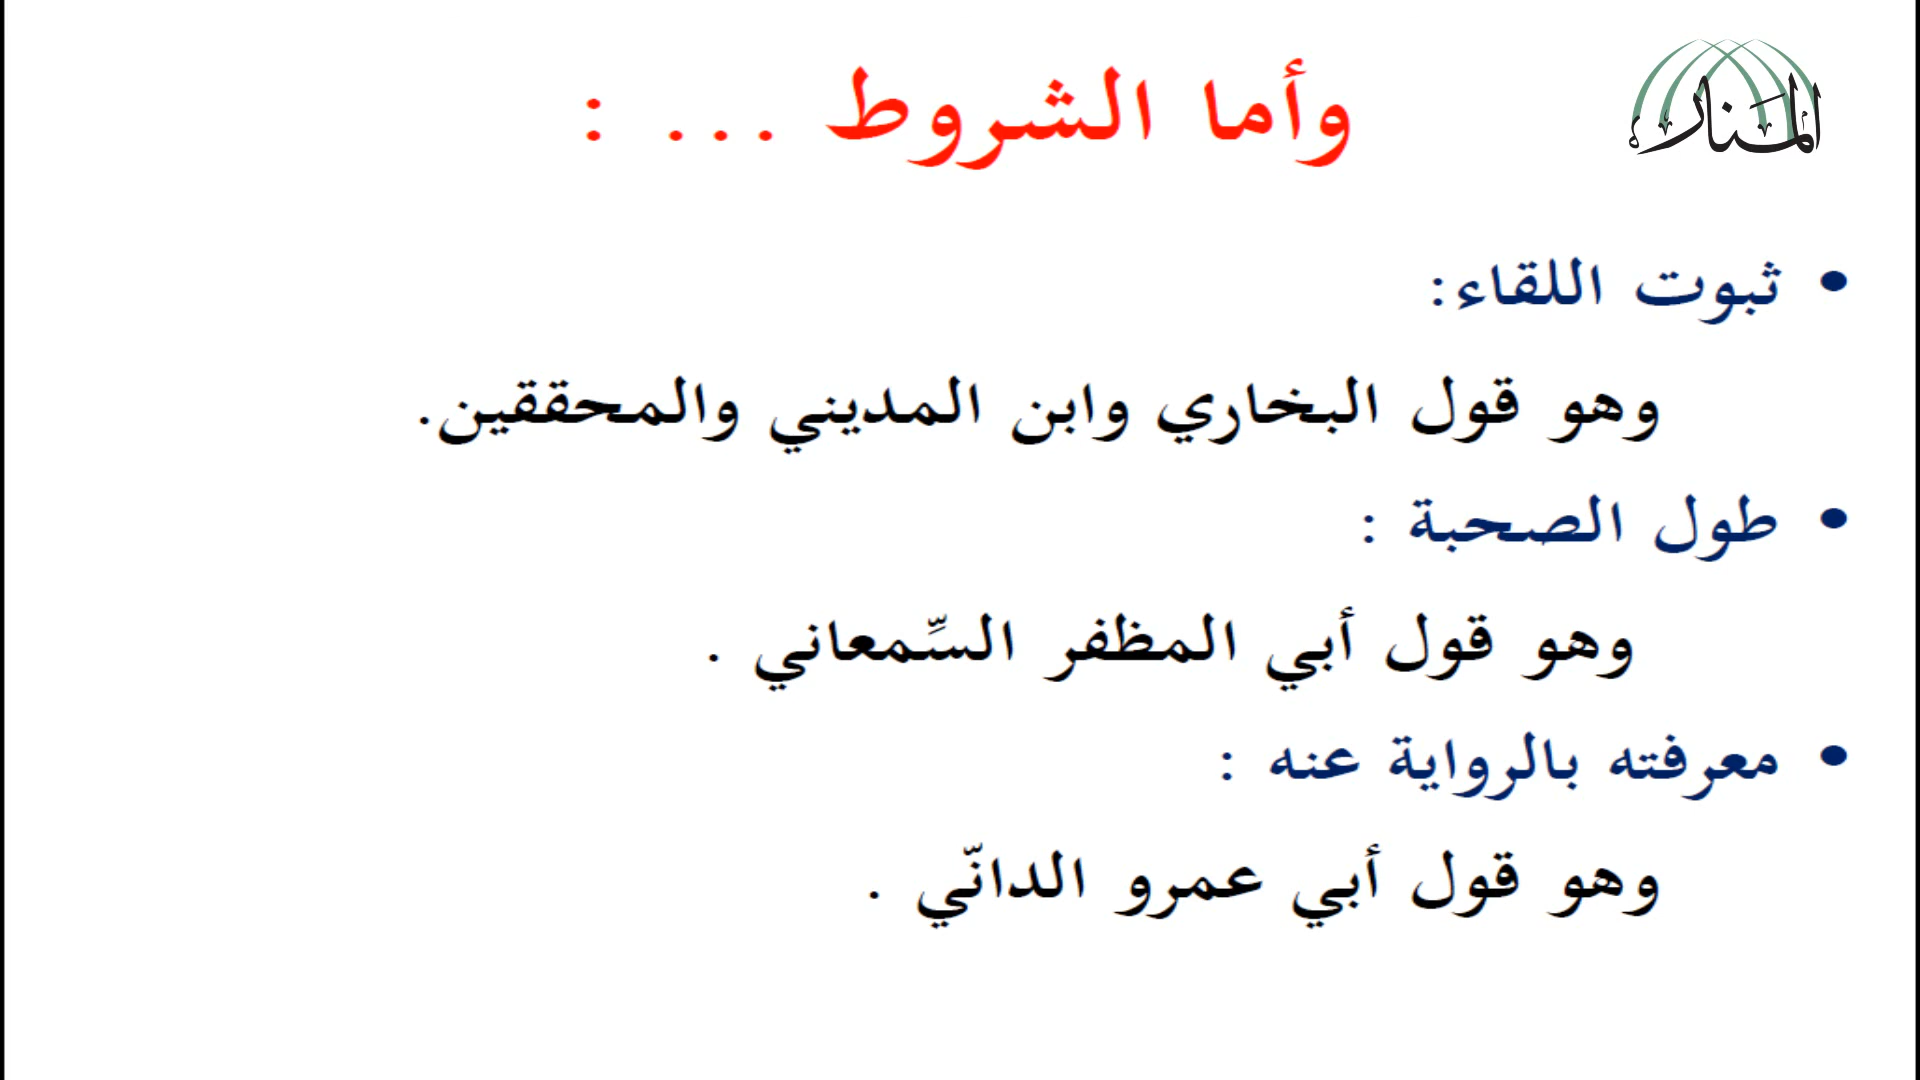 المنار
وأما الشروط ... :
• ثبوت اللقاء:
وهو قول البخاري وابن المديني والمحققين.
• طول الصحبة :
وهو قول أبي المظفر السِّمعاني .
• معرفته بالرواية عنه :
وهو قول أبي عمرو الدانّي .